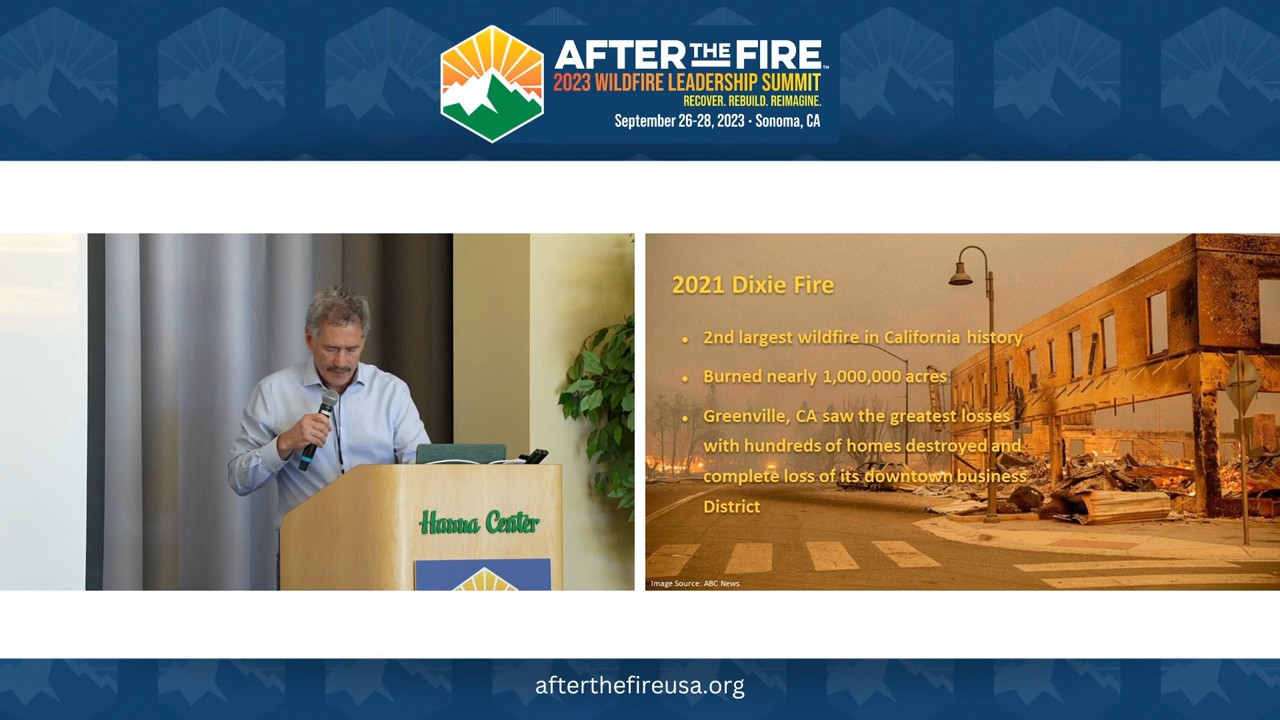 AFTER THE FIRE™
2023 WILDFIRE LEADERSHIP SUMMIT
RECOVER. REBUILD. REIMAGINE.
September 26-28, 2023 • Sonoma, CA
Hanna Center
2021 Dixie Fire
• 2nd largest wildfire in California history
• Burned nearly 1,000,000 acres
• Greenville, CA saw the greatest losses
with hundreds of homes destroyed and
complete loss of its downtown business
District
Image Source: ABC News
afterthefireusa.org